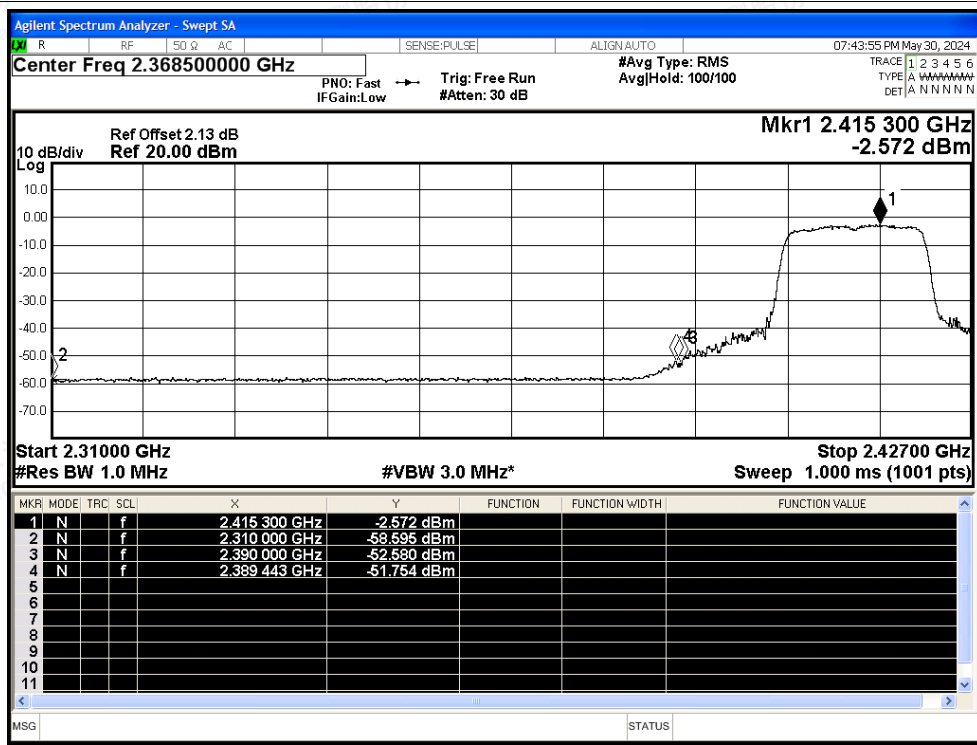 Agilent Spectrum Analyzer - Swept SA
LXI R RF 50 Ω AC SENSE:PULSE ALIGN AUTO 07:43:55 PM May 30, 2024
Center Freq 2.368500000 GHz
PNO: Fast
IFGain:Low
Trig: Free Run
#Atten: 30 dB
#Avg Type: RMS
Avg|Hold: 100/100
TRACE 1 2 3 4 5 6
TYPE A WWWWW
DET A N N N N N
Mkr1 2.415 300 GHz
-2.572 dBm
Ref Offset 2.13 dB
10 dB/div Ref 20.00 dBm
Log
10.0
0.00
-10.0
-20.0
-30.0
-40.0
-50.0
-60.0
-70.0
1
2
4 3
Start 2.31000 GHz Stop 2.42700 GHz
#Res BW 1.0 MHz #VBW 3.0 MHz* Sweep 1.000 ms (1001 pts)
MKR MODE TRC SCL X Y FUNCTION FUNCTION WIDTH FUNCTION VALUE
1 N f 2.415 300 GHz -2.572 dBm
2 N f 2.310 000 GHz -58.595 dBm
3 N f 2.390 000 GHz -52.580 dBm
4 N f 2.389 443 GHz -51.754 dBm
5
6
7
8
9
10
11
MSG STATUS